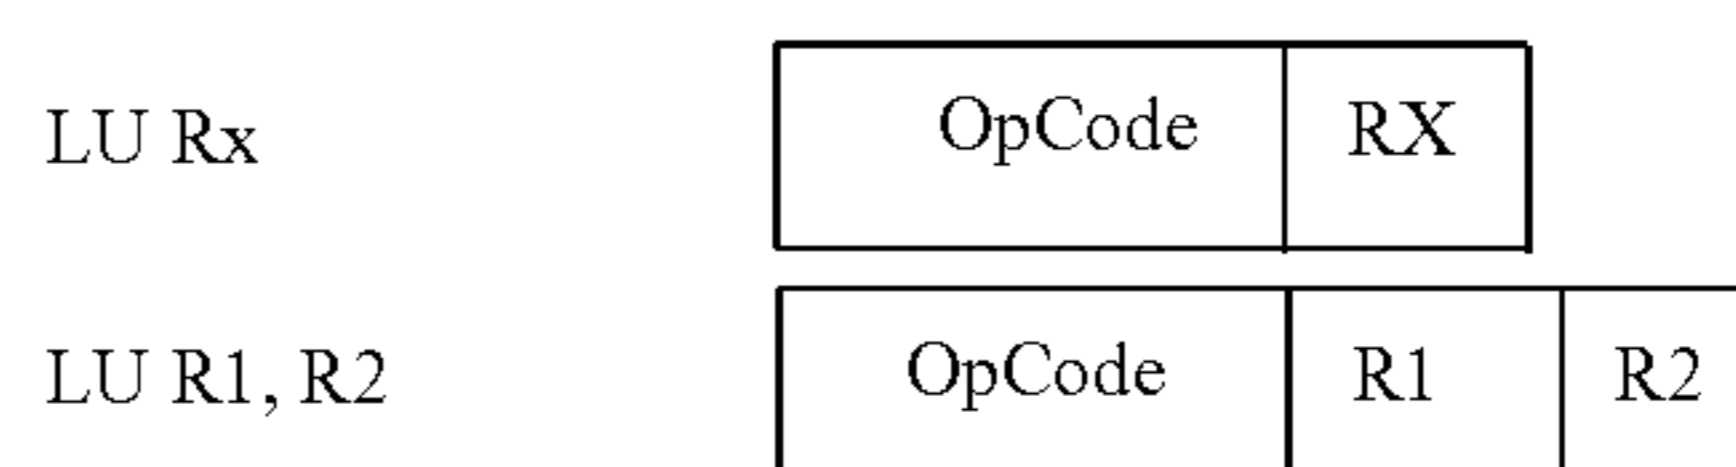 LU Rx OpCode RX
LU R1, R2 OpCode R1 R2